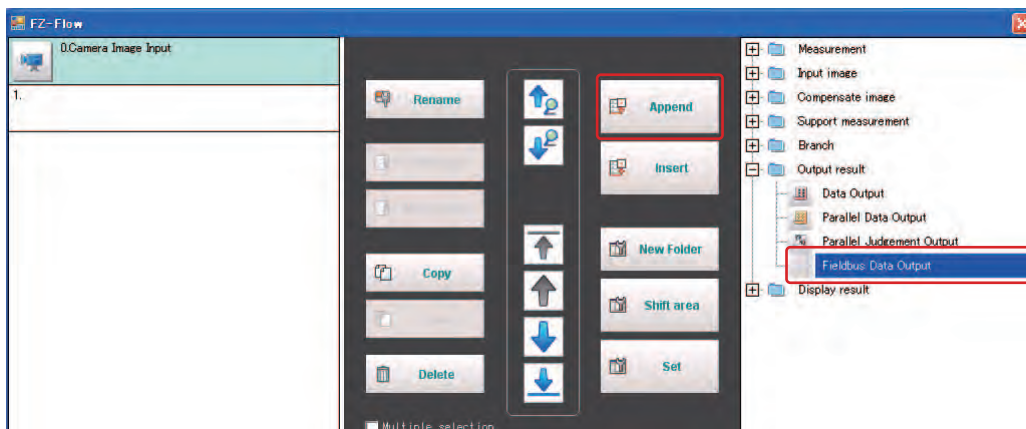 FZ-Flow
0.Camera Image Input
1.
Rename
Copy
Delete
Multiple selection
Append
Insert
New Folder
Shift area
Set
Measurement
Input image
Compensate image
Support measurement
Branch
Output result
Data Output
Parallel Data Output
Parallel Judgement Output
Fieldbus Data Output
Display result